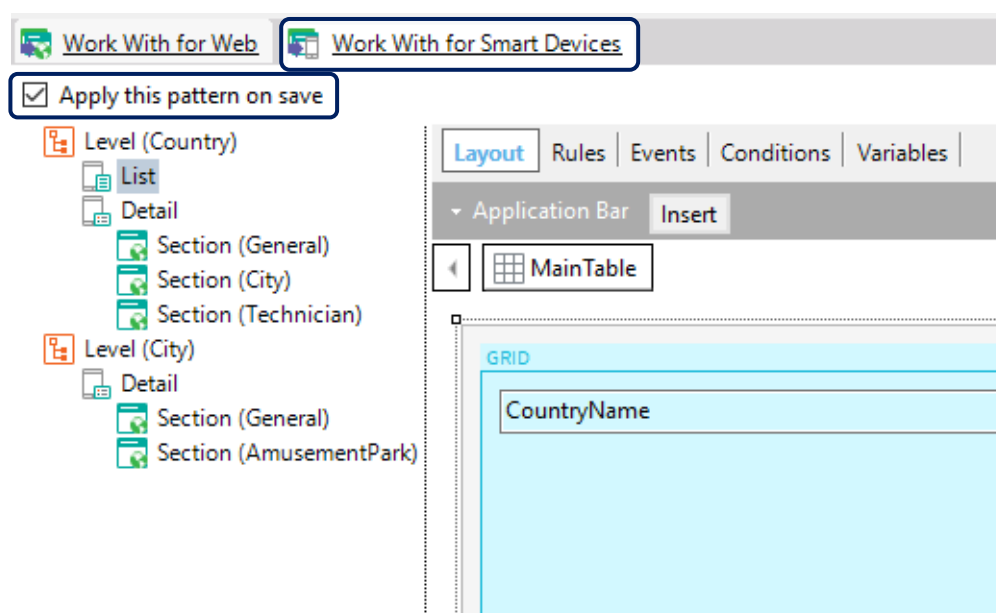 Work With for Web
Work With for Smart Devices
Apply this pattern on save
Level (Country)
List
Detail
Section (General)
Section (City)
Section (Technician)
Level (City)
Detail
Section (General)
Section (AmusementPark)
Layout
Rules
Events
Conditions
Variables
Application Bar
Insert
MainTable
GRID
CountryName